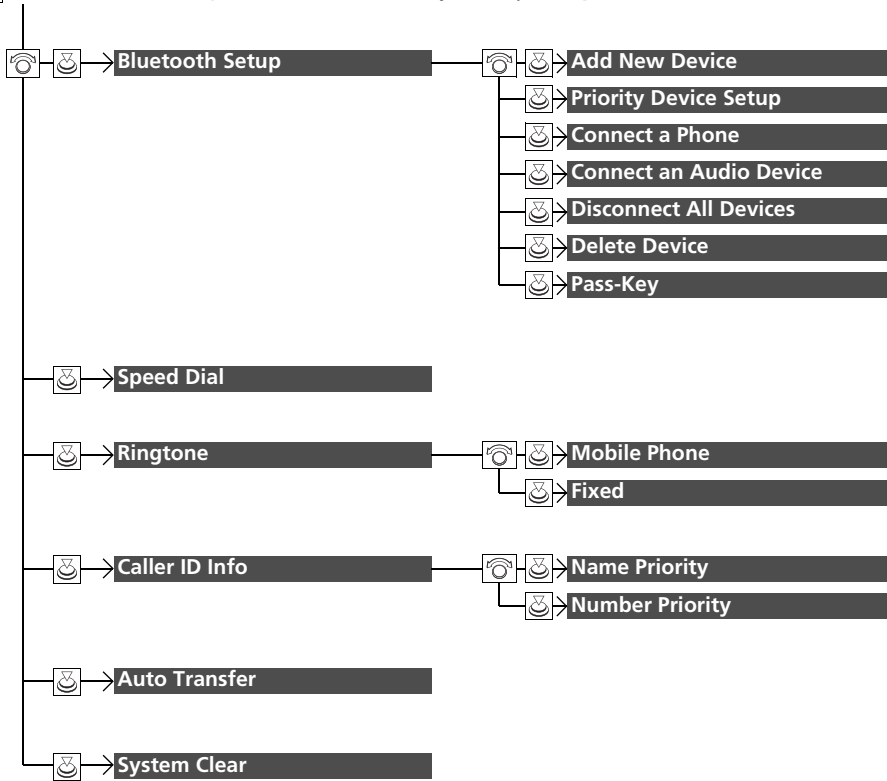 Bluetooth Setup
Add New Device
Priority Device Setup
Connect a Phone
Connect an Audio Device
Disconnect All Devices
Delete Device
Pass-Key
Speed Dial
Ringtone
Mobile Phone
Fixed
Caller ID Info
Name Priority
Number Priority
Auto Transfer
System Clear